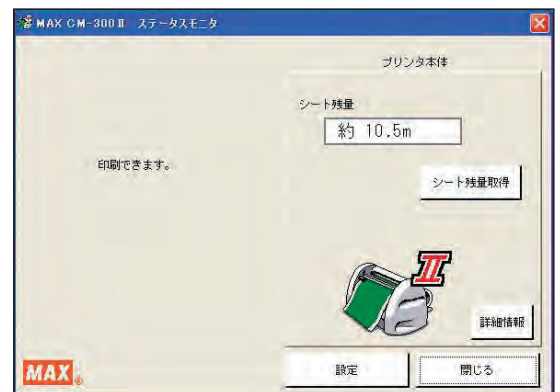 MAX CM-300Ⅱ ステータスモニタ
プリンタ本体
シート残量
約 10.5m
印刷できます。
シート残量取得
Ⅱ
詳細情報
MAX®
設定
閉じる